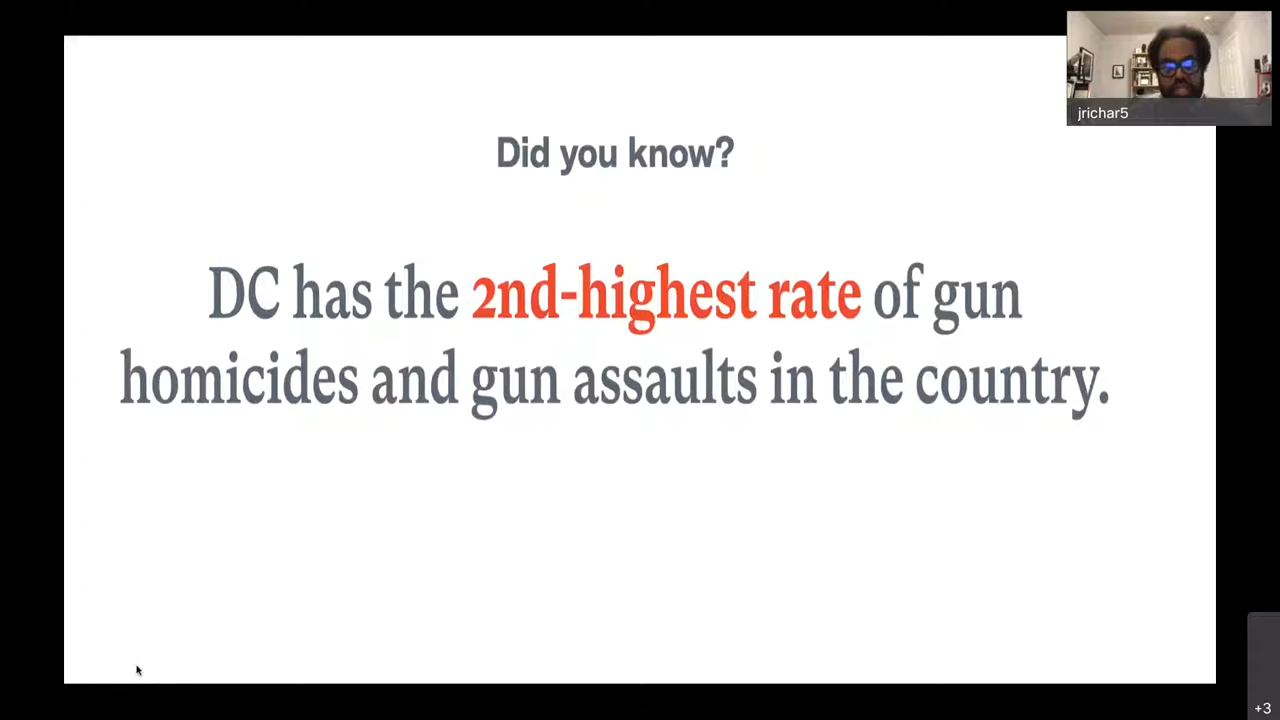 jrichar5
Did you know?
DC has the 2nd-highest rate of gun
homicides and gun assaults in the country.
+3